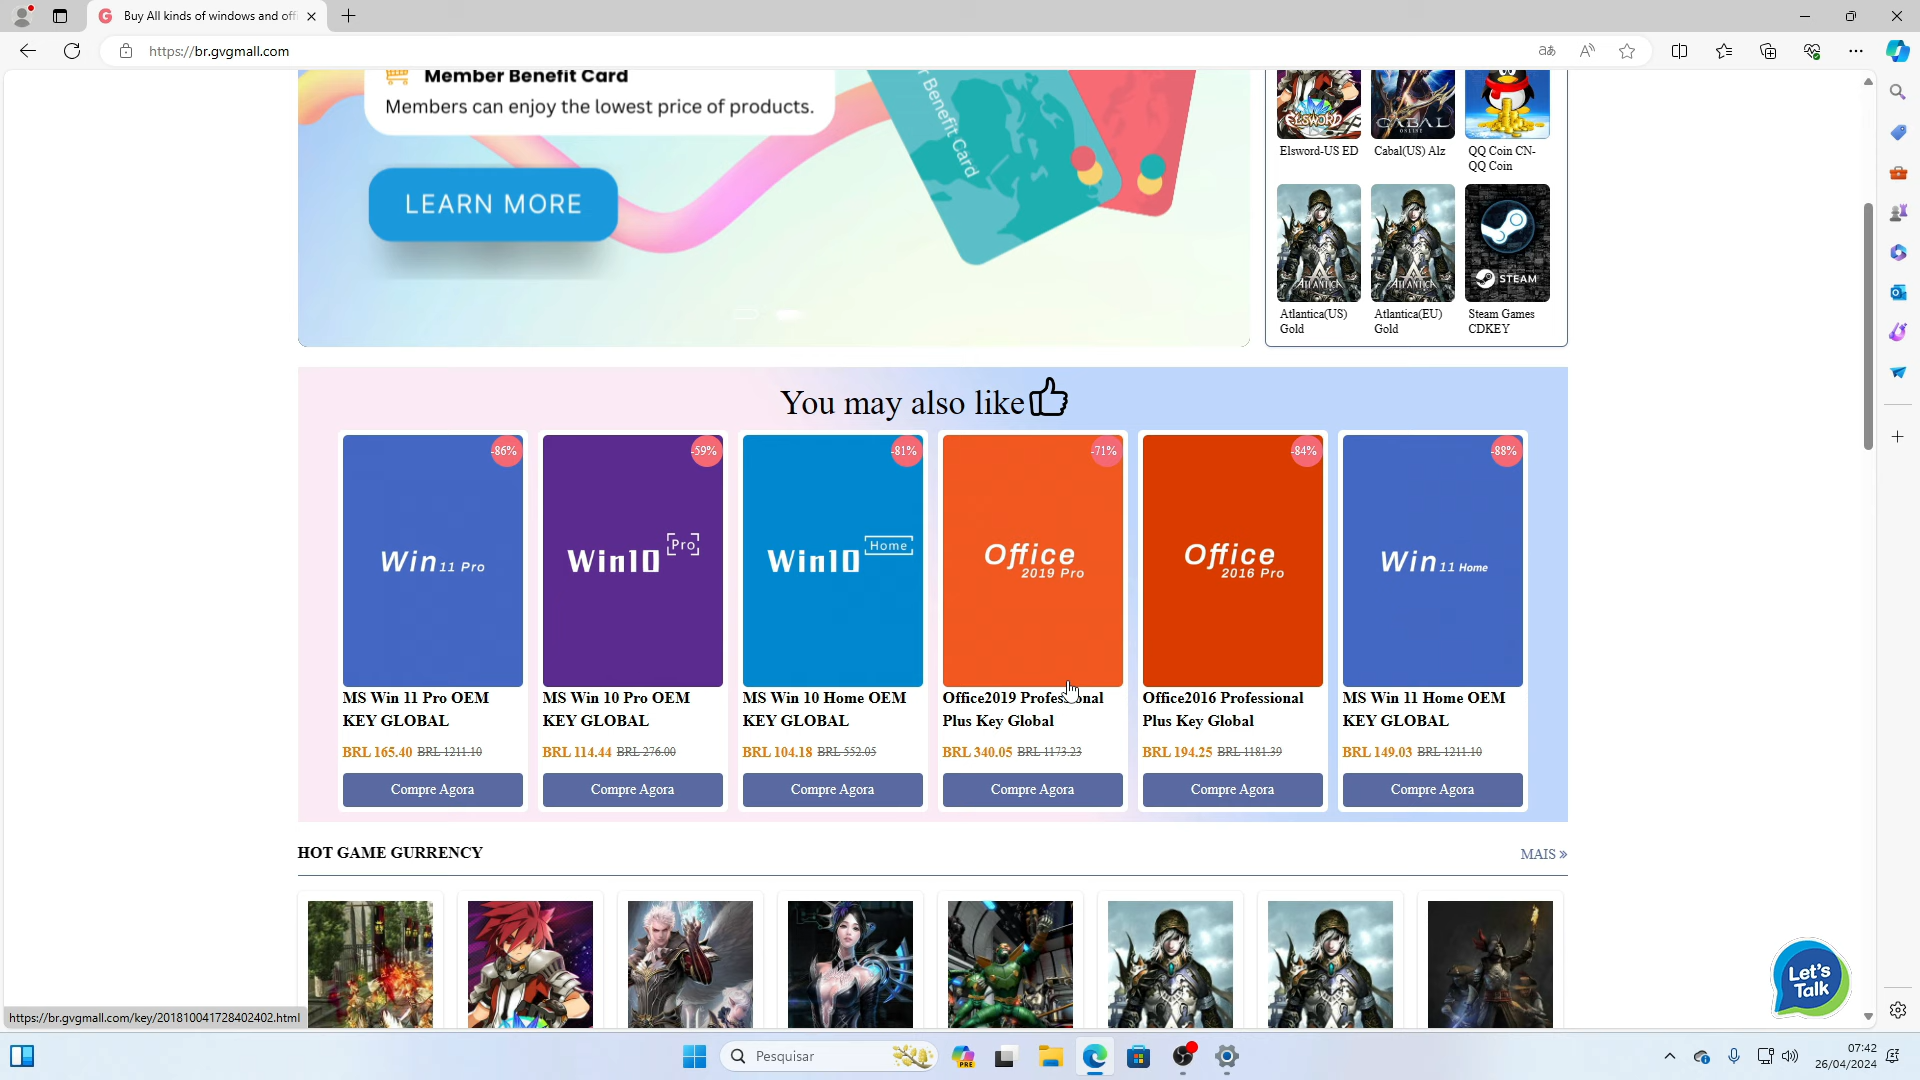 Buy All kinds of windows and offi
https://br.gvgmall.com
Member Benefit Card
Members can enjoy the lowest price of products.
LEARN MORE
r Benefit Card
ELSWORD
CABAL
ONLINE
Elsword-US ED
Cabal(US) Alz
QQ Coin CN-
QQ Coin
ATLANTICA
ATLANTICA
STEAM
Atlantica(US)
Gold
Atlantica(EU)
Gold
Steam Games
CDKEY
You may also like
-86%
-59%
-81%
-71%
-84%
-88%
Win 11 Pro
Win10 Pro
Win10 Home
Office
2019 Pro
Office
2016 Pro
Win 11 Home
MS Win 11 Pro OEM
KEY GLOBAL
MS Win 10 Pro OEM
KEY GLOBAL
MS Win 10 Home OEM
KEY GLOBAL
Office2019 Professional
Plus Key Global
Office2016 Professional
Plus Key Global
MS Win 11 Home OEM
KEY GLOBAL
BRL 165.40 BRL 1211.10
BRL 114.44 BRL 276.00
BRL 104.18 BRL 552.05
BRL 340.05 BRL 1173.23
BRL 194.25 BRL 1181.39
BRL 149.03 BRL 1211.10
Compre Agora
Compre Agora
Compre Agora
Compre Agora
Compre Agora
Compre Agora
HOT GAME GURRENCY
MAIS »
Let's
Talk
https://br.gvgmall.com/key/201810041728402402.html
Pesquisar
PRE
07:42
26/04/2024